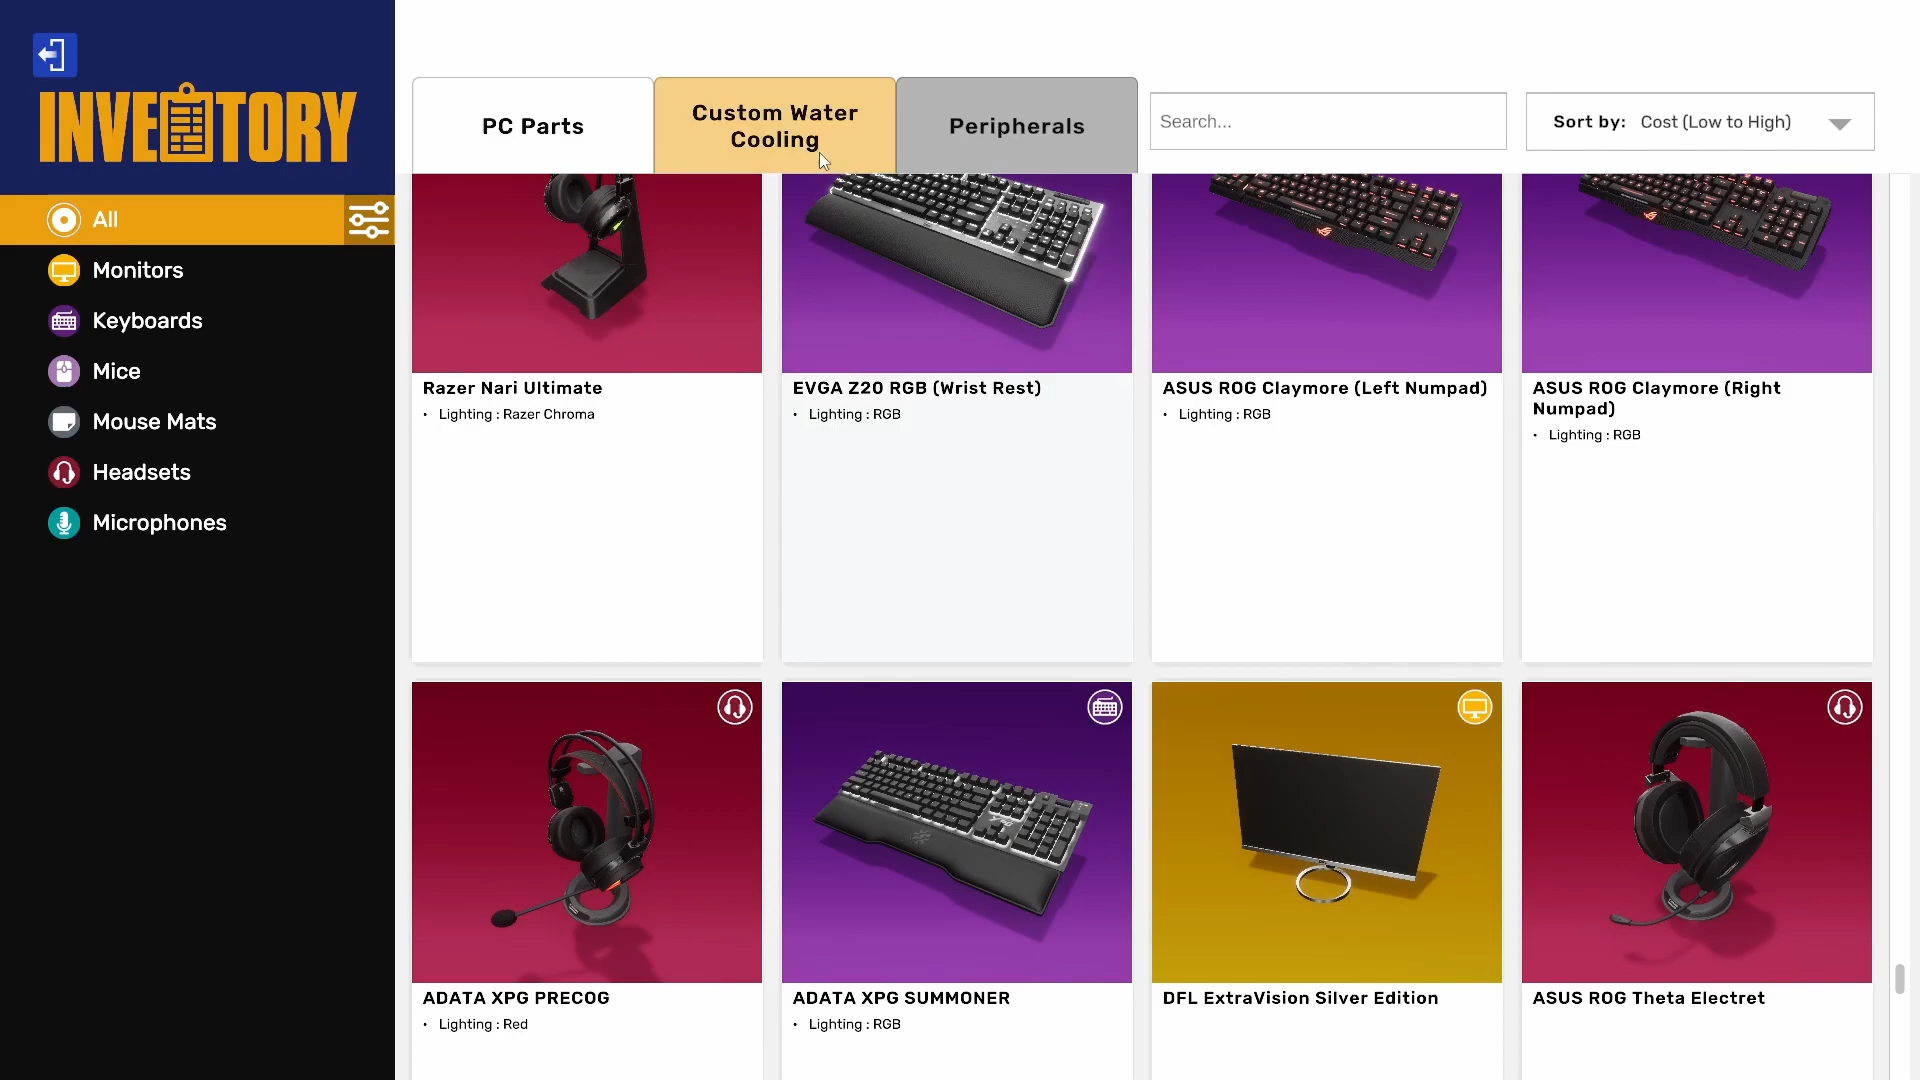 INVENTORY
All
Monitors
Keyboards
Mice
Mouse Mats
Headsets
Microphones
PC Parts
Custom Water
Cooling
Peripherals
Search...
Sort by: Cost (Low to High)
Razer Nari Ultimate
• Lighting : Razer Chroma
EVGA Z20 RGB (Wrist Rest)
• Lighting : RGB
ASUS ROG Claymore (Left Numpad)
• Lighting : RGB
ASUS ROG Claymore (Right
Numpad)
• Lighting : RGB
ADATA XPG PRECOG
• Lighting : Red
ADATA XPG SUMMONER
• Lighting : RGB
DFL ExtraVision Silver Edition
ASUS ROG Theta Electret